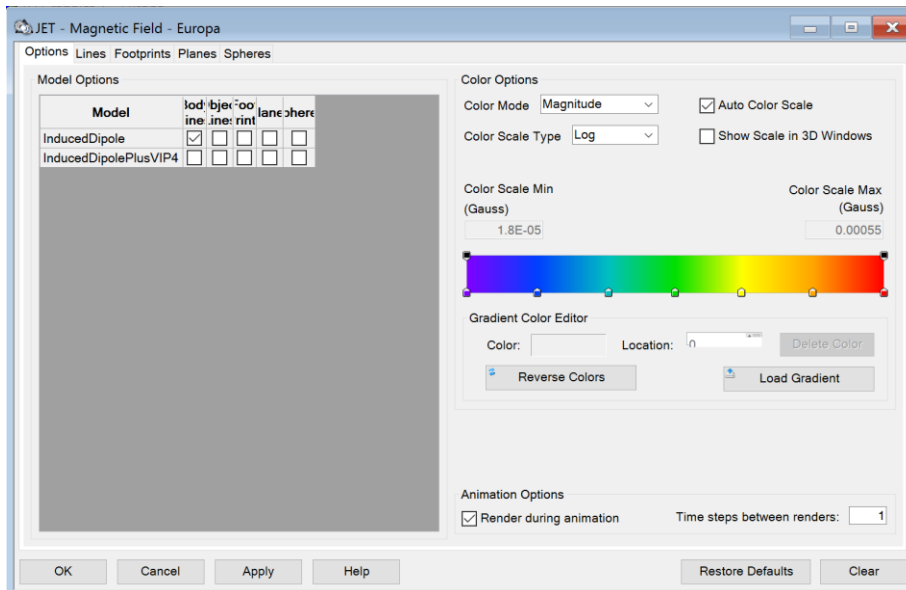 JET - Magnetic Field - Europa
Options Lines Footprints Planes Spheres
Model Options
Model
InducedDipole
InducedDipolePlusVIP4
Color Options
Color Mode Magnitude
Auto Color Scale
Color Scale Type Log
Show Scale in 3D Windows
Color Scale Min
(Gauss)
1.8E-05
Color Scale Max
(Gauss)
0.00055
Gradient Color Editor
Color:
Location:
Delete Color
Reverse Colors
Load Gradient
Animation Options
Render during animation
Time steps between renders: 1
OK Cancel Apply Help Restore Defaults Clear